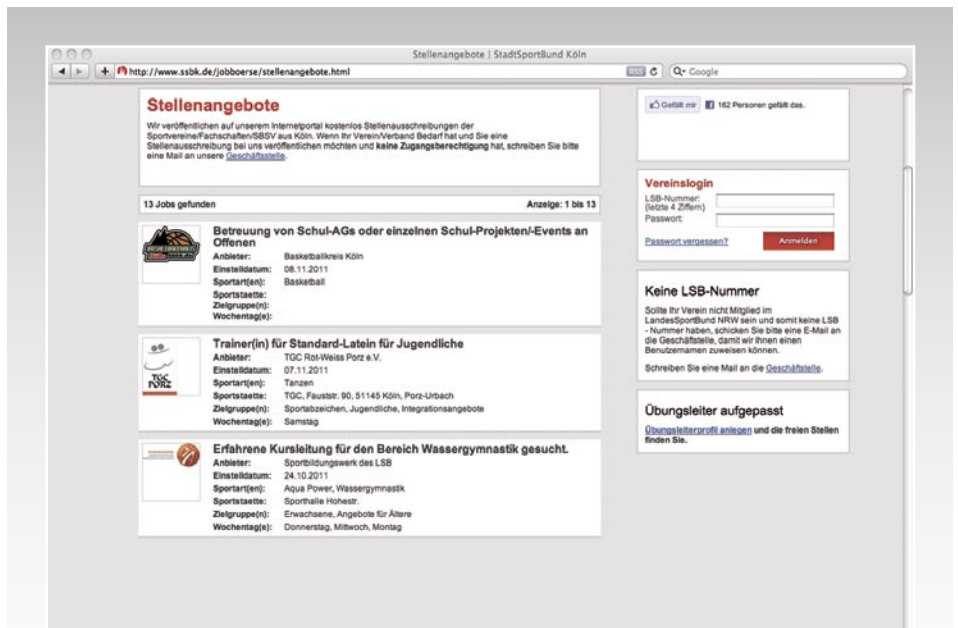 Stellenangebote | StadtSportBund Köln
http://www.ssbk.de/jobboerse/stellenangebote.html
RSS
Google
Stellenangebote
Wir veröffentlichen auf unserem Internetportal kostenlos Stellenausschreibungen der
Sportvereine/Fachschaften/SBSV aus Köln. Wenn Ihr Verein/Verband Bedarf hat und Sie eine
Stellenausschreibung bei uns veröffentlichen möchten und keine Zugangsberechtigung hat, schreiben Sie bitte
eine Mail an unsere Geschäftsstelle.
13 Jobs gefunden
Anzeige: 1 bis 13
Betreuung von Schul-AGs oder einzelnen Schul-Projekten/-Events an
Offenen
Anbieter: Basketballkreis Köln
Einstelldatum: 08.11.2011
Sportart(en): Basketball
Sportstaette:
Zielgruppe(n):
Wochentag(e):
TGC
PORZ
Trainer(in) für Standard-Latein für Jugendliche
Anbieter: TGC Rot-Weiss Porz e.V.
Einstelldatum: 07.11.2011
Sportart(en): Tanzen
Sportstaette: TGC, Fauststr. 90, 51145 Köln, Porz-Urbach
Zielgruppe(n): Sportabzeichen, Jugendliche, Integrationsangebote
Wochentag(e): Samstag
Erfahrene Kursleitung für den Bereich Wassergymnastik gesucht.
Anbieter: Sportbildungswerk des LSB
Einstelldatum: 24.10.2011
Sportart(en): Aqua Power, Wassergymnastik
Sportstaette: Sporthalle Hohestr.
Zielgruppe(n): Erwachsene, Angebote für Ältere
Wochentag(e): Donnerstag, Mittwoch, Montag
Gefällt mir 162 Personen gefällt das.
Vereinslogin
LSB-Nummer:
(letzte 4 Ziffern)
Passwort:
Passwort vergessen?
Anmelden
Keine LSB-Nummer
Sollte Ihr Verein nicht Mitglied im
LandesSportBund NRW sein und somit keine LSB
- Nummer haben, schicken Sie bitte eine E-Mail an
die Geschäftstelle, damit wir Ihnen einen
Benutzernamen zuweisen können.
Schreiben Sie eine Mail an die Geschäftstelle.
Übungsleiter aufgepasst
Übungsleiterprofil anlegen und die freien Stellen
finden Sie.